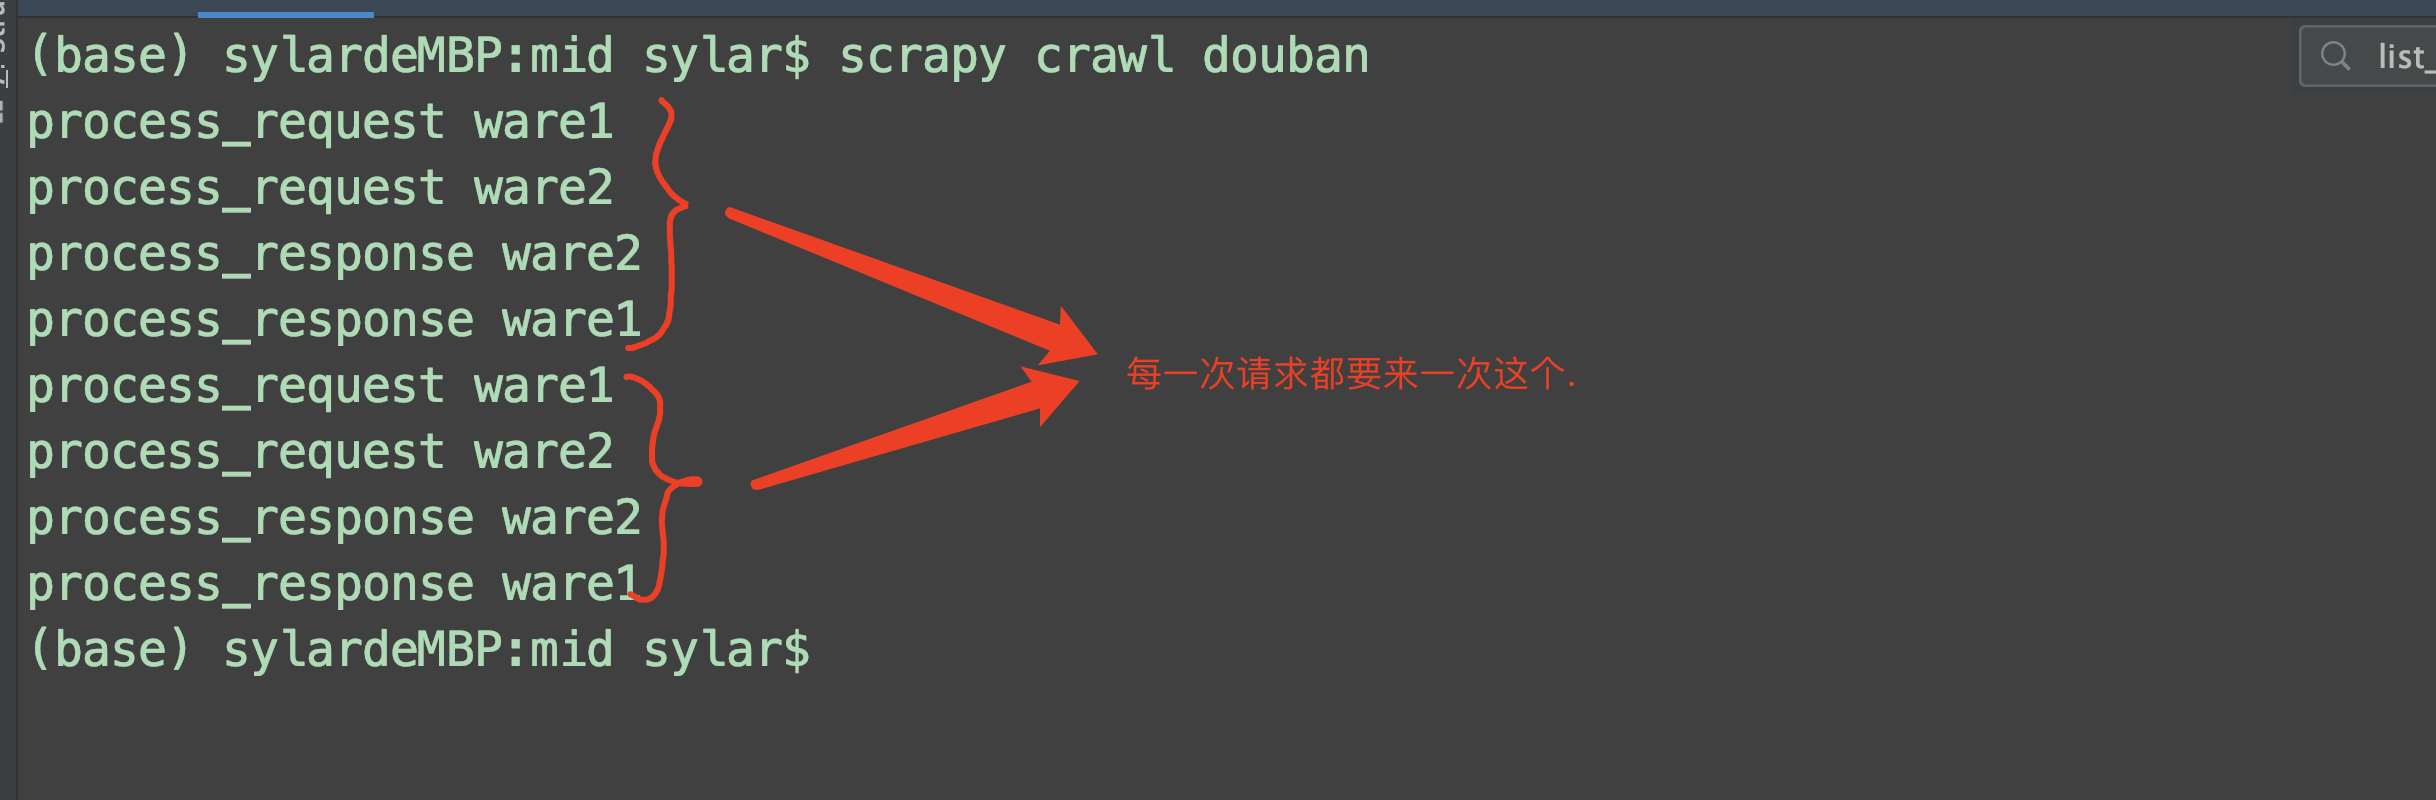 (base) sylardeMBP:mid sylar$ scrapy crawl douban
list_
process_request ware1
process_request ware2
process_response ware2
process_response ware1
每一次请求都要来一次这个.
process_request ware1
process_request ware2
process_response ware2
process_response ware1
(base) sylardeMBP:mid sylar$